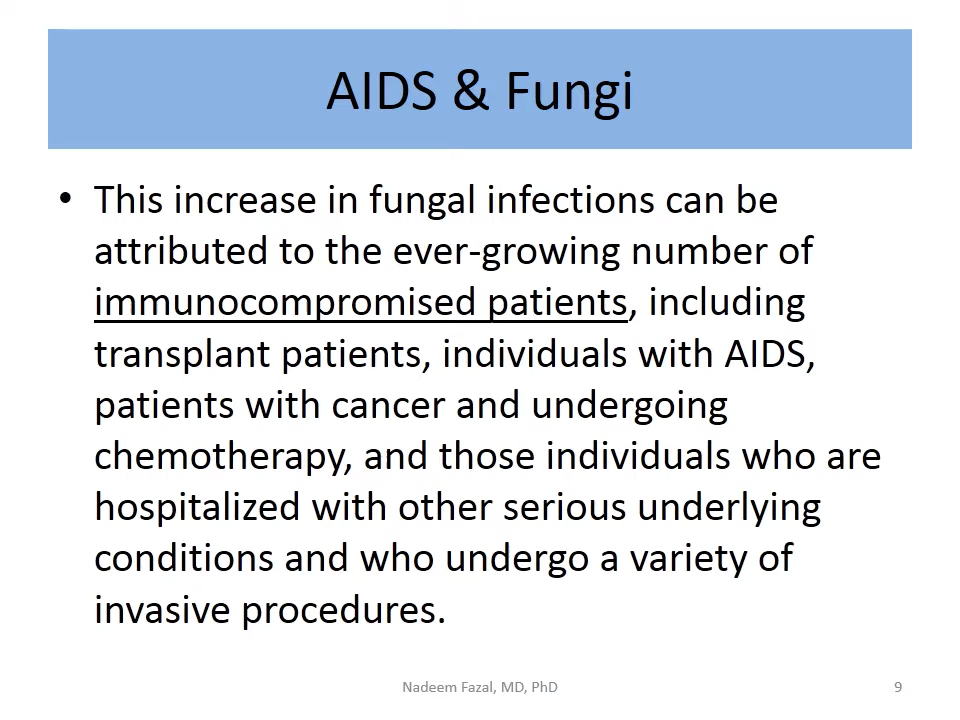 AIDS & Fungi
• This increase in fungal infections can be
attributed to the ever-growing number of
immunocompromised patients, including
transplant patients, individuals with AIDS,
patients with cancer and undergoing
chemotherapy, and those individuals who are
hospitalized with other serious underlying
conditions and who undergo a variety of
invasive procedures.
Nadeem Fazal, MD, PhD
9